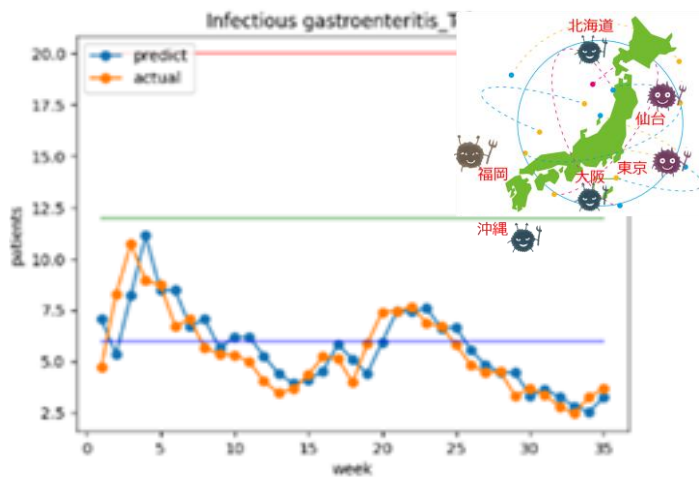 Infectious gastroenteritis_T
北海道
predict
actual
仙台
東京
大阪
福岡
沖縄
20.0
17.5
15.0
12.5
10.0
7.5
5.0
2.5
patients
0 5 10 15 20 25 30 35
week